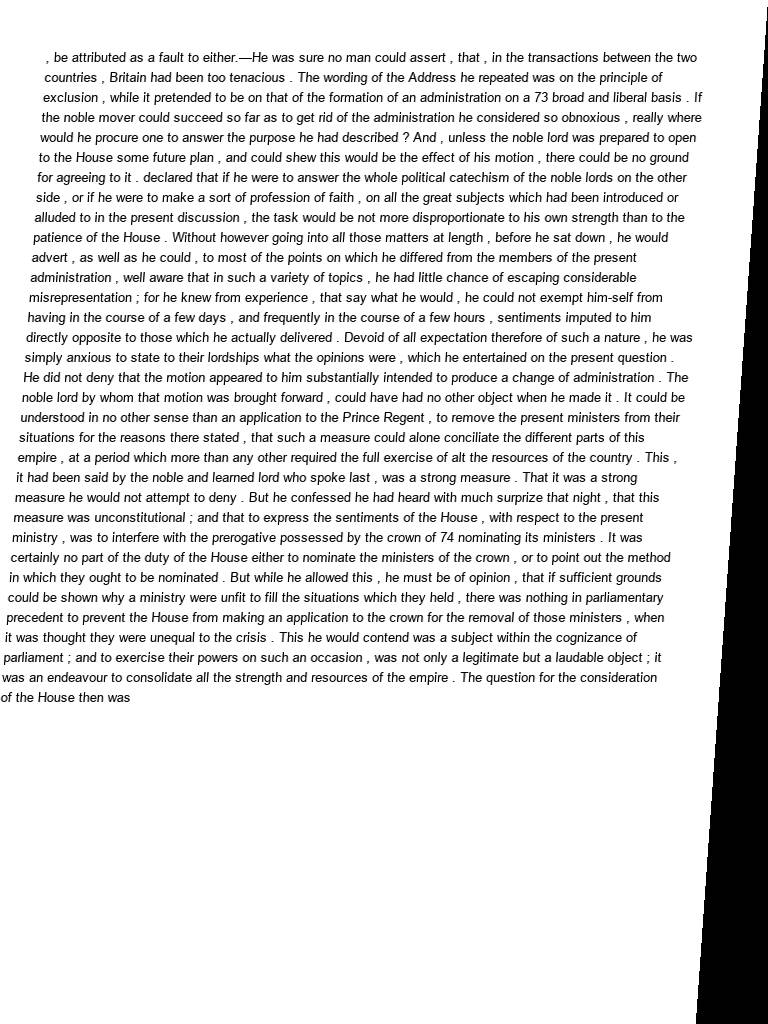 , be attributed as a fault to either.—He was sure no man could assert , that , in the transactions between the two
countries , Britain had been too tenacious . The wording of the Address he repeated was on the principle of
exclusion , while it pretended to be on that of the formation of an administration on a 73 broad and liberal basis . If
the noble mover could succeed so far as to get rid of the administration he considered so obnoxious , really where
would he procure one to answer the purpose he had described ? And , unless the noble lord was prepared to open
to the House some future plan , and could shew this would be the effect of his motion , there could be no ground
for agreeing to it . declared that if he were to answer the whole political catechism of the noble lords on the other
side , or if he were to make a sort of profession of faith , on all the great subjects which had been introduced or
alluded to in the present discussion , the task would be not more disproportionate to his own strength than to the
patience of the House . Without however going into all those matters at length , before he sat down , he would
advert , as well as he could , to most of the points on which he differed from the members of the present
administration , well aware that in such a variety of topics , he had little chance of escaping considerable
misrepresentation ; for he knew from experience , that say what he would , he could not exempt him-self from
having in the course of a few days , and frequently in the course of a few hours , sentiments imputed to him
directly opposite to those which he actually delivered . Devoid of all expectation therefore of such a nature , he was
simply anxious to state to their lordships what the opinions were , which he entertained on the present question .
He did not deny that the motion appeared to him substantially intended to produce a change of administration . The
noble lord by whom that motion was brought forward , could have had no other object when he made it . It could be
understood in no other sense than an application to the Prince Regent , to remove the present ministers from their
situations for the reasons there stated , that such a measure could alone conciliate the different parts of this
empire , at a period which more than any other required the full exercise of alt the resources of the country . This ,
it had been said by the noble and learned lord who spoke last , was a strong measure . That it was a strong
measure he would not attempt to deny . But he confessed he had heard with much surprize that night , that this
measure was unconstitutional ; and that to express the sentiments of the House , with respect to the present
ministry , was to interfere with the prerogative possessed by the crown of 74 nominating its ministers . It was
certainly no part of the duty of the House either to nominate the ministers of the crown , or to point out the method
in which they ought to be nominated . But while he allowed this , he must be of opinion , that if sufficient grounds
could be shown why a ministry were unfit to fill the situations which they held , there was nothing in parliamentary
precedent to prevent the House from making an application to the crown for the removal of those ministers , when
it was thought they were unequal to the crisis . This he would contend was a subject within the cognizance of
parliament ; and to exercise their powers on such an occasion , was not only a legitimate but a laudable object ; it
was an endeavour to consolidate all the strength and resources of the empire . The question for the consideration
of the House then was